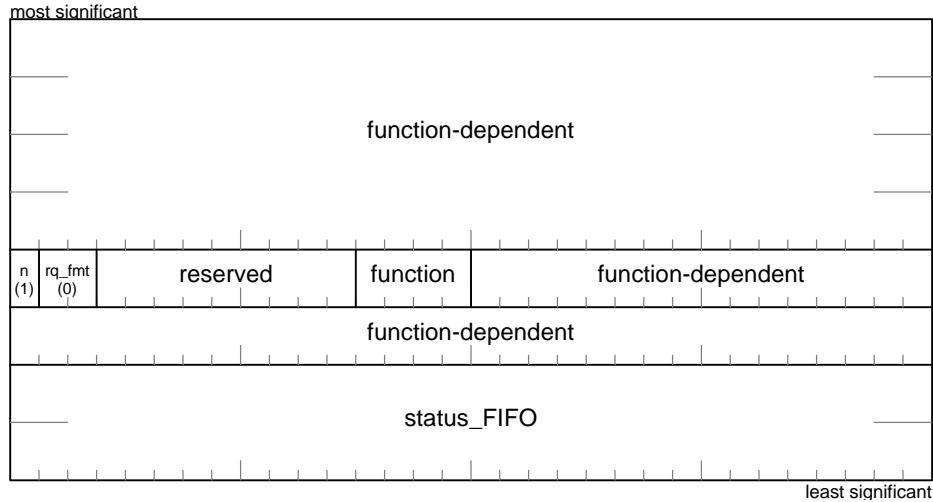 most significant
function-dependent
n rq_fmt reserved function function-dependent
(1) (0)
function-dependent
status_FIFO
least significant